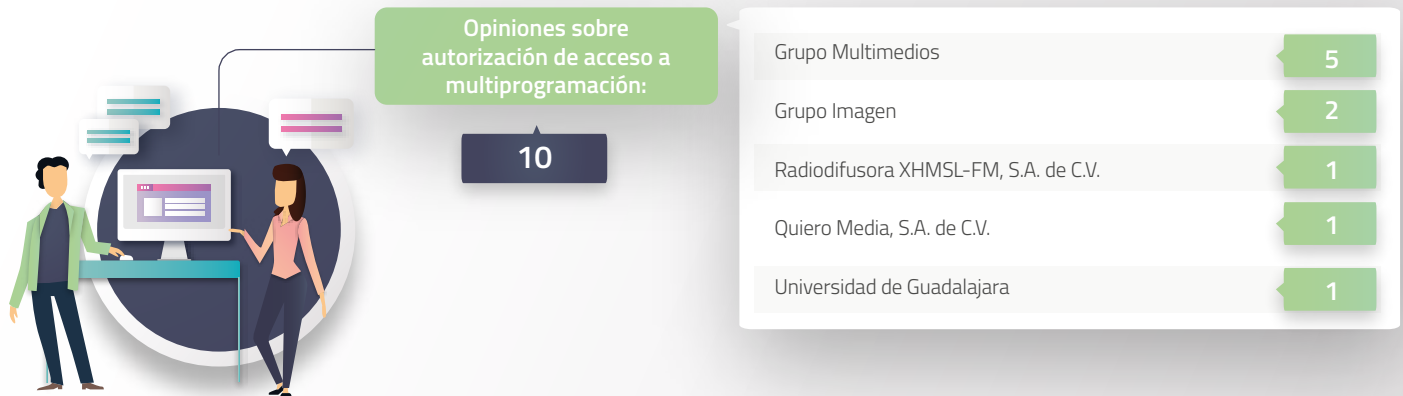 Opiniones sobre
autorización de acceso a
multiprogramación:
10
Grupo Multimedios 5
Grupo Imagen 2
Radiodifusora XHMSL-FM, S.A. de C.V. 1
Quiero Media, S.A. de C.V. 1
Universidad de Guadalajara 1